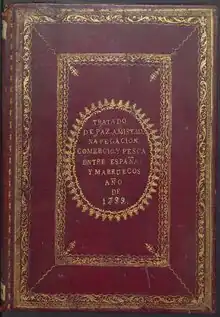 TRATADO
DE PAZ, AMISTAD,
NAVEGACION
COMERCIO, Y PESCA
ENTRE ESPAÑA
Y MARRUECOS
AÑO
DE
1799.